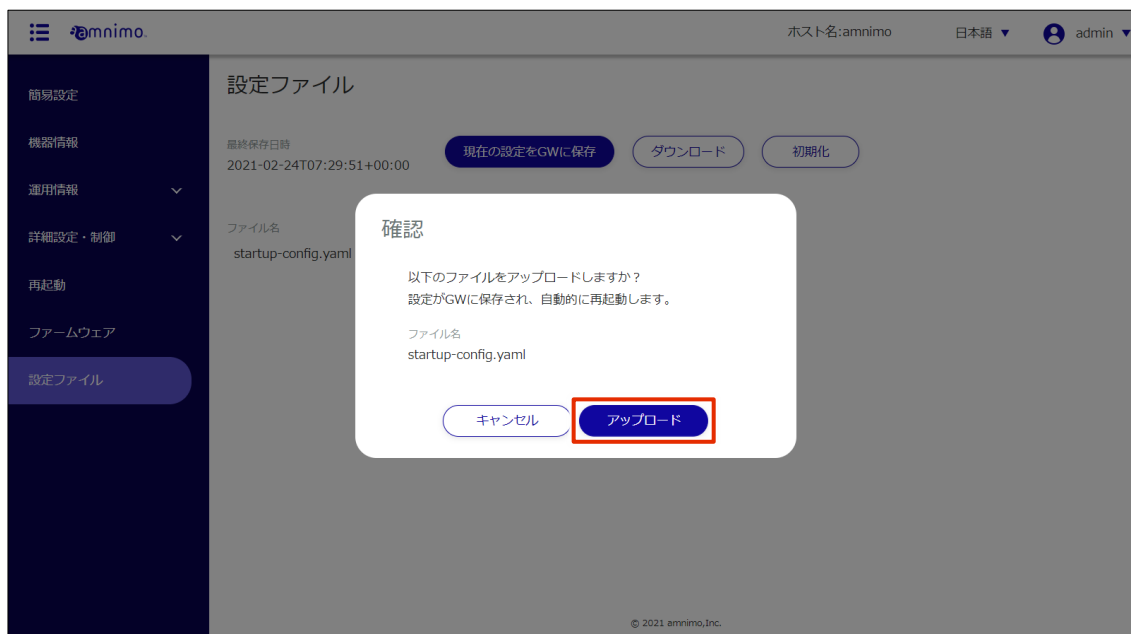 amnimo.
ホスト名:amnimo
日本語 ▼
admin ▼
簡易設定
機器情報
運用情報
詳細設定・制御
再起動
ファームウェア
設定ファイル
設定ファイル
最終保存日時
2021-02-24T07:29:51+00:00
現在の設定をGWに保存
ダウンロード
初期化
ファイル名
startup-config.yaml
確認
以下のファイルをアップロードしますか？
設定がGWに保存され、自動的に再起動します。
ファイル名
startup-config.yaml
キャンセル
アップロード
© 2021 amnimo,Inc.